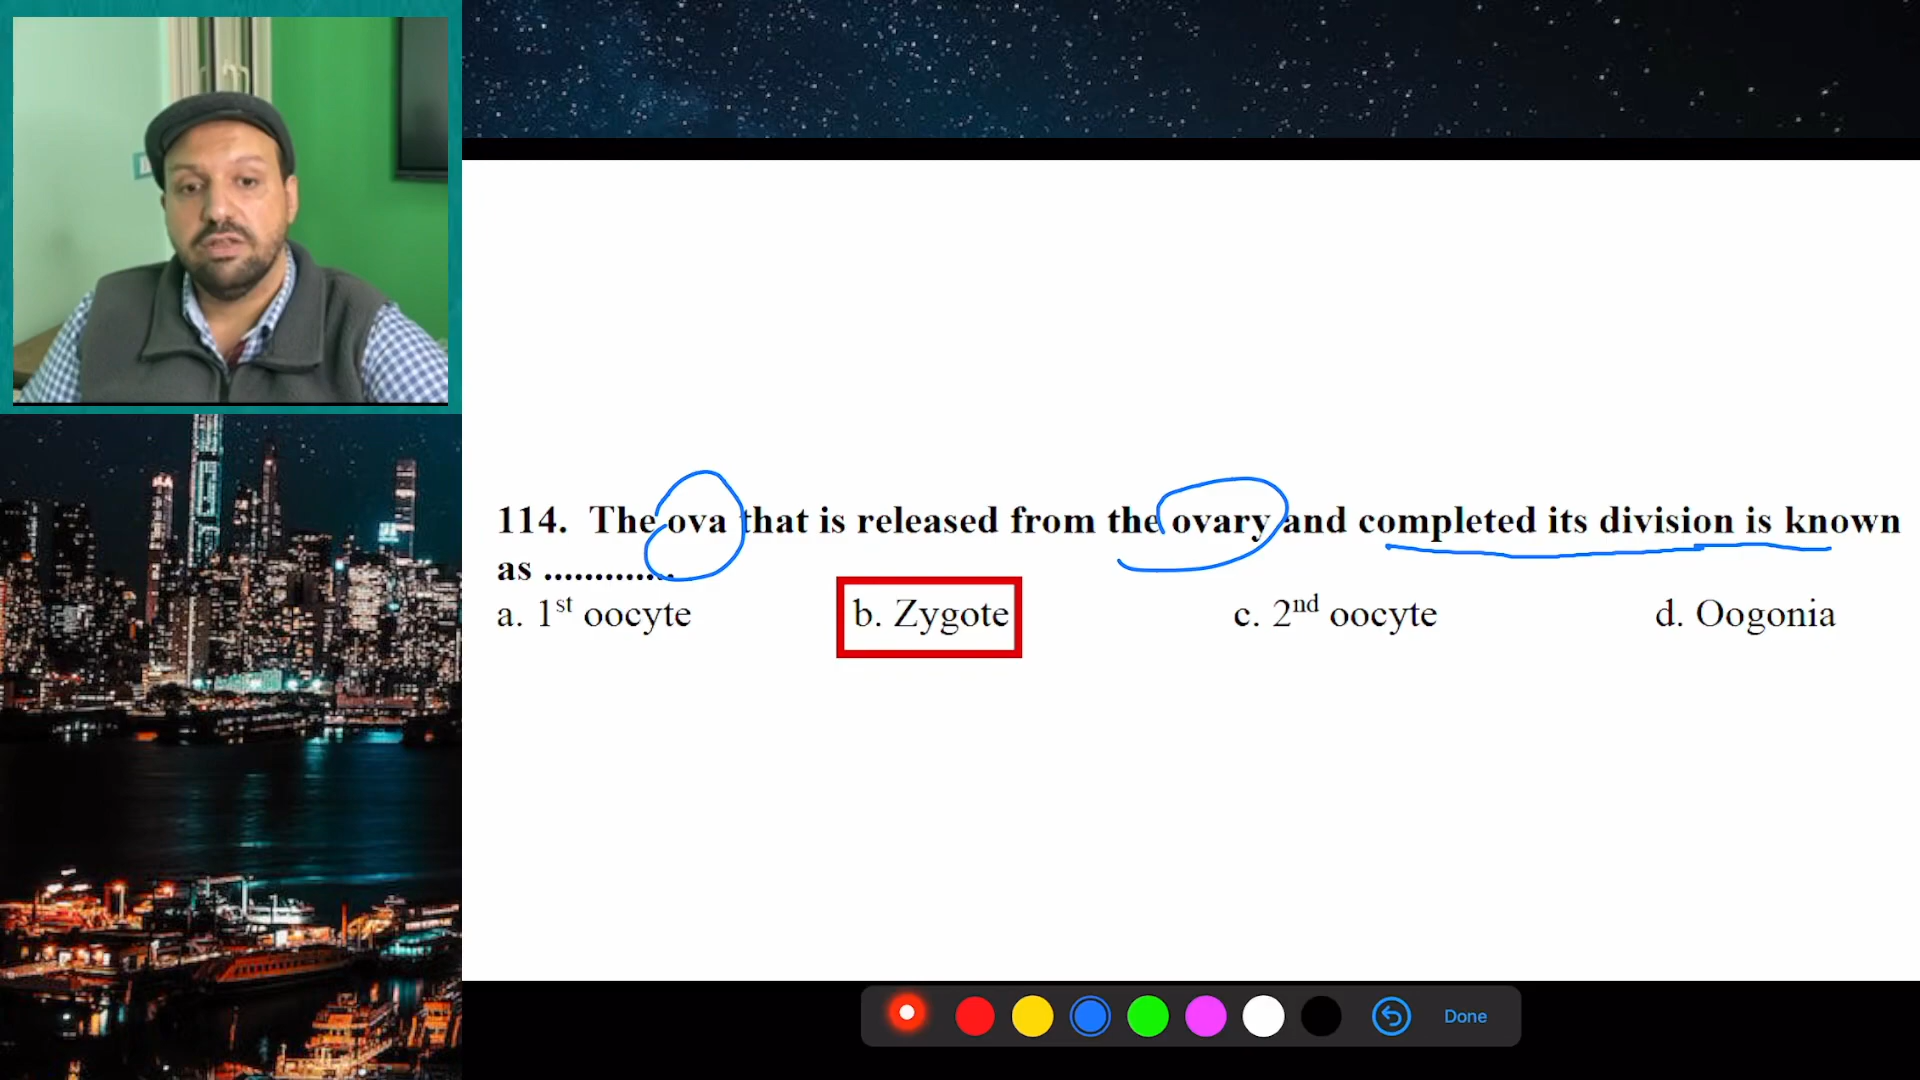 114. The ova that is released from the ovary and completed its division is known
as .............
a. 1st oocyte b. Zygote c. 2nd oocyte d. Oogonia
Done